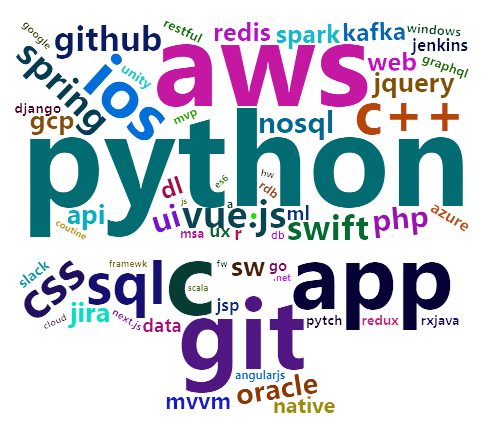 google
restful
github
redis
spark
kafka
windows
jenkins
spring
ios
unity
aws
web
graphql
jquery
django
gcp
mvp
nosql
c++
python
dl
es6
hw
rdb
api
ui
js
vue.js
a
ml
swift
php
azure
coutine
msa
ux
r
db
slack
css
framewk
sql
c
scala
fw
sw
go
.net
app
cloud
jira
next.js
data
jsp
git
pytch
redux
rxjava
angularjs
mvvm
oracle
native